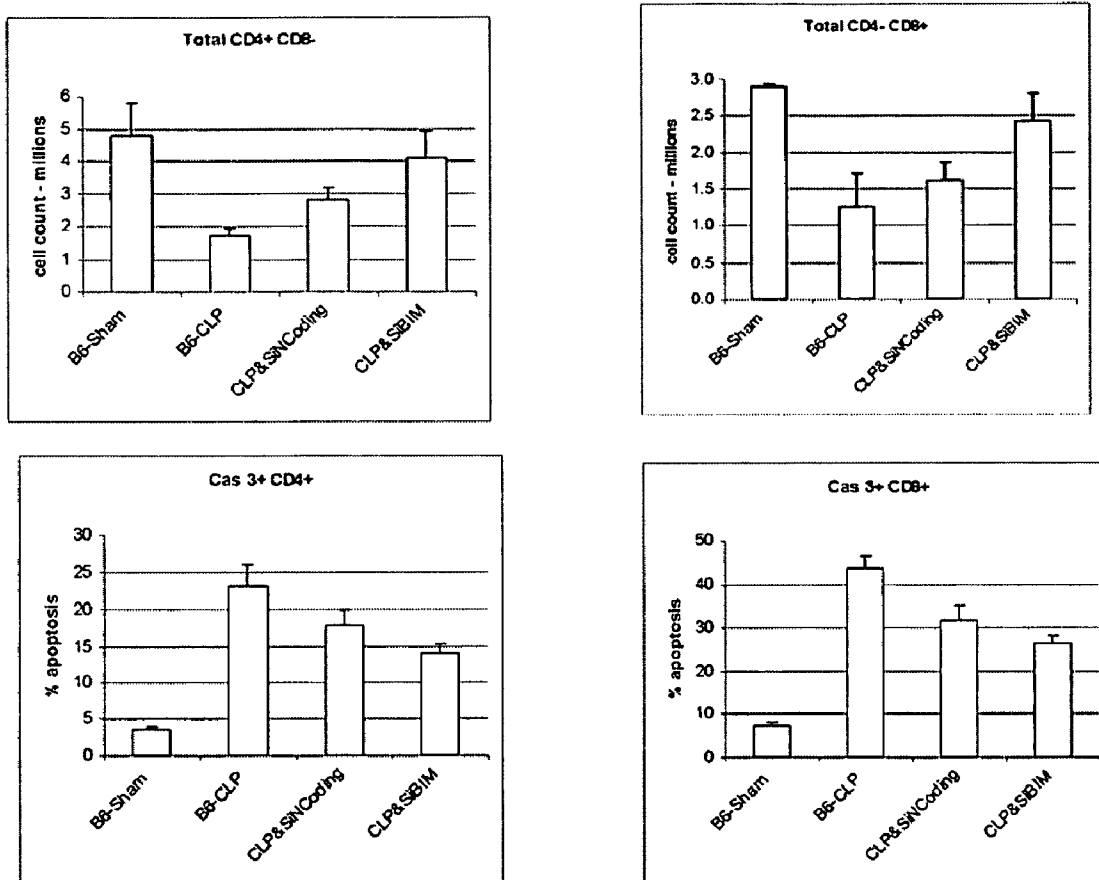 Total CD4+ CD8-
cell count - millions
6
5
4
3
2
1
0
B6-Sham
B6-CLP
CLP&SiNCoding
CLP&SiBIM
Total CD4- CD8+
cell count - millions
3.0
2.5
2.0
1.5
1.0
0.5
0.0
B6-Sham
B6-CLP
CLP&SiNCoding
CLP&SiBIM
Cas 3+ CD4+
% apoptosis
30
25
20
15
10
5
0
B6-Sham
B6-CLP
CLP&SiNCoding
CLP&SiBIM
Cas 3+ CD8+
% apoptosis
50
40
30
20
10
0
B6-Sham
B6-CLP
CLP&SiNCoding
CLP&SiBIM